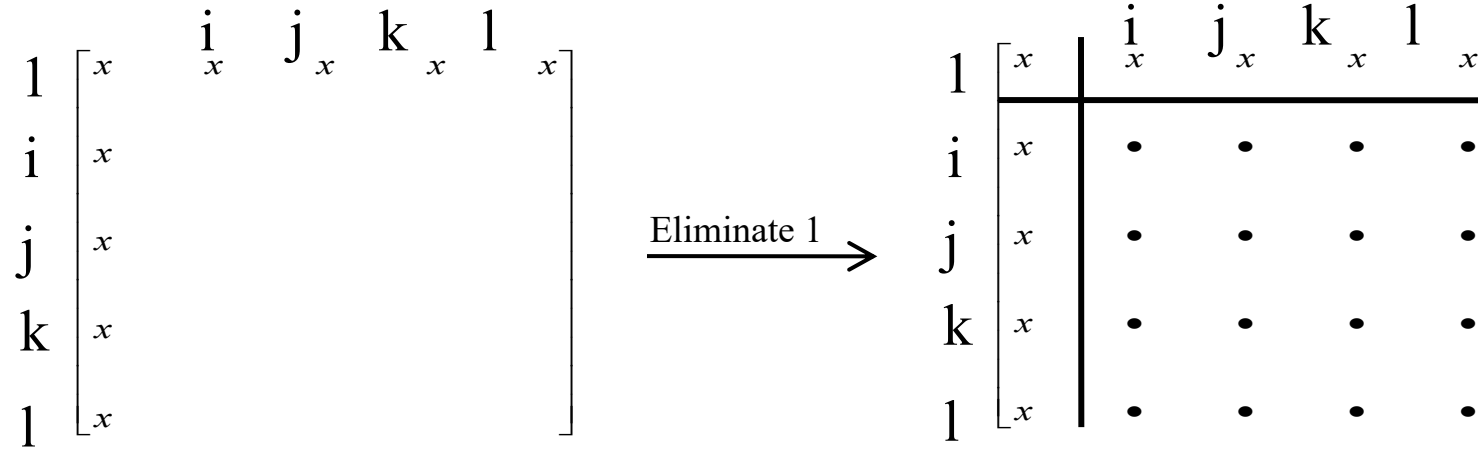 i j k l
1 x x x x x
i x
j x
k x
l x
Eliminate 1
i j k l
1 x x x x x
i x • • • •
j x • • • •
k x • • • •
l x • • • •